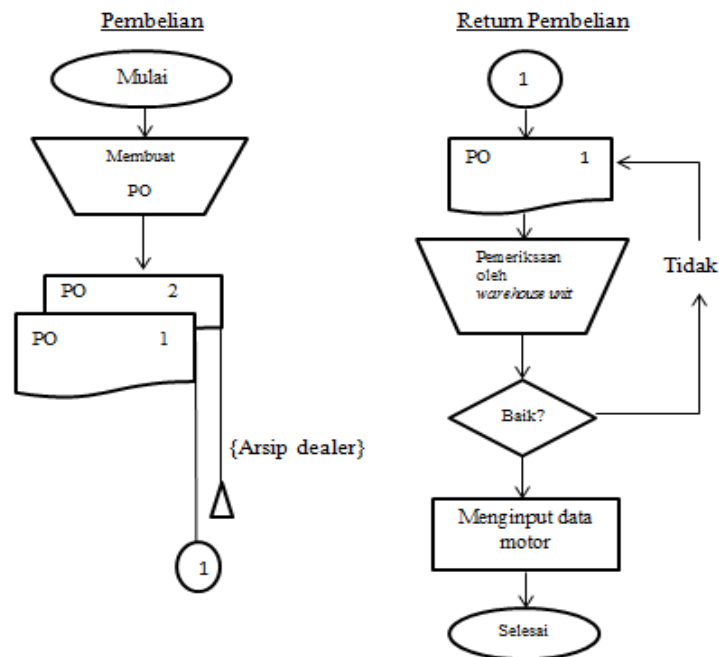 Pembelian
Mulai
Membuat
PO
PO 2
PO 1
{Arsip dealer}
1
Return Pembelian
1
PO 1
Pemeriksaan
oleh
warehouse unit
Tidak
Baik?
Menginput data
motor
Selesai